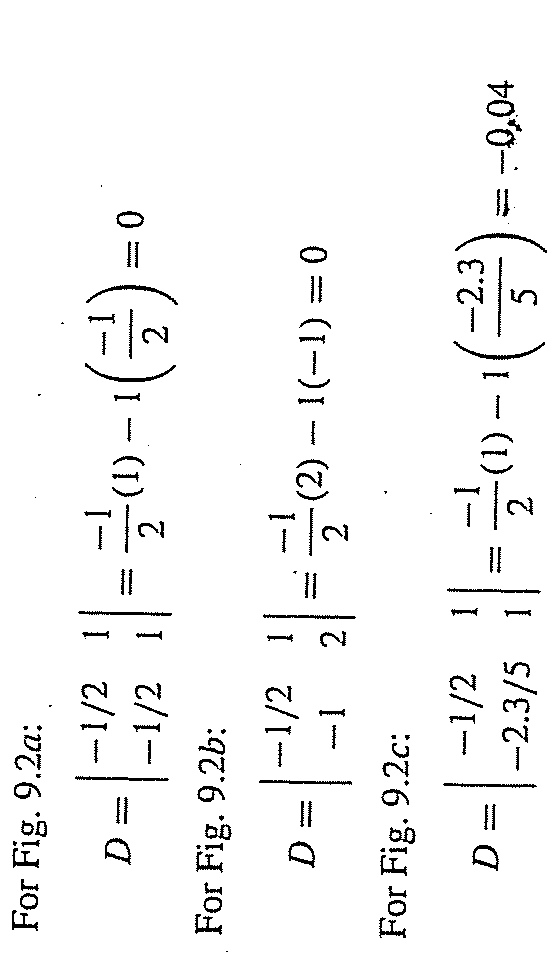 For Fig. 9.2a:
D = | −1/2 1 | = −1/2 (1) − 1 (−1/2) = 0
| −1/2 1 |
For Fig. 9.2b:
D = | −1/2 1 | = −1/2 (2) − 1(−1) = 0
| −1 2 |
For Fig. 9.2c:
D = | −1/2 1 | = −1/2 (1) − 1 (−2.3/5) = −0.04
| −2.3/5 1 |